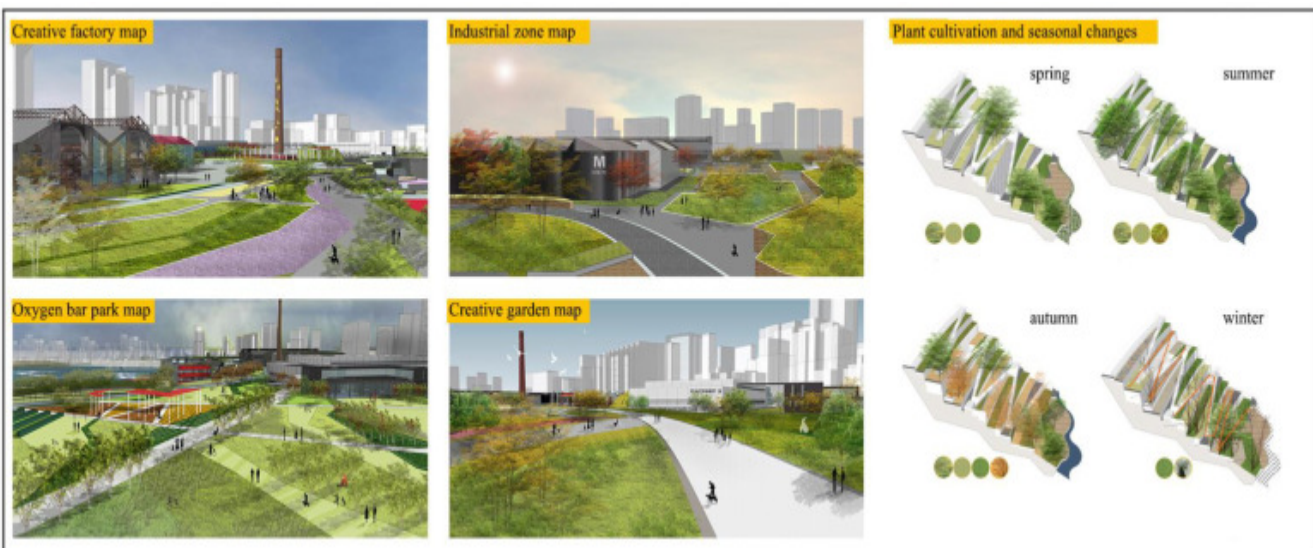 Creative factory map
Industrial zone map
Plant cultivation and seasonal changes
spring
summer
M
Oxygen bar park map
Creative garden map
autumn
winter